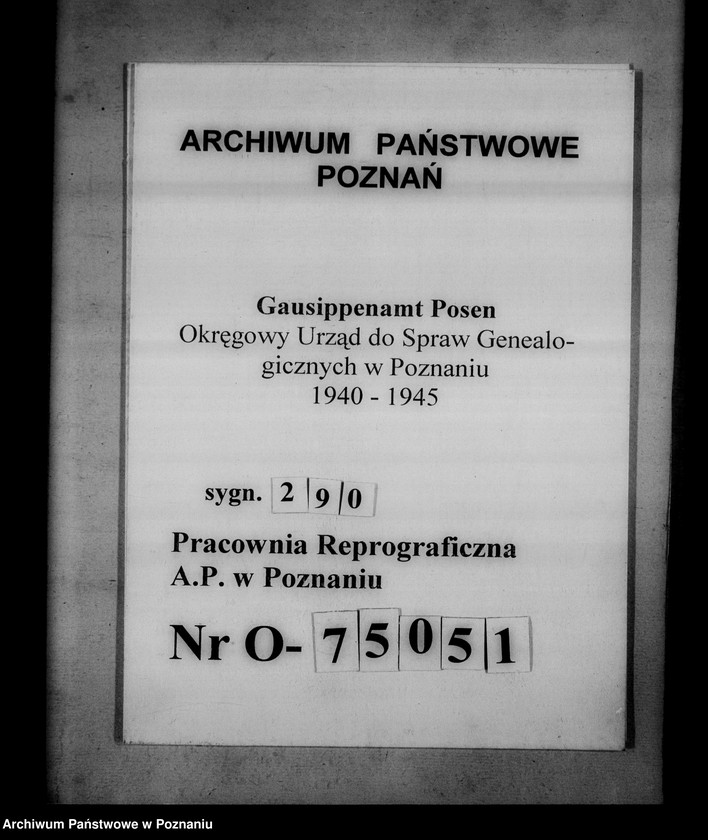 ARCHIWUM PAŃSTWOWE
POZNAŃ
Gausippenamt Posen
Okręgowy Urząd do Spraw Genealo-
gicznych w Poznaniu
1940 - 1945
sygn. 290
Pracownia Reprograficzna
A.P. w Poznaniu
Nr O-75051
Archiwum Państwowe w Poznaniu